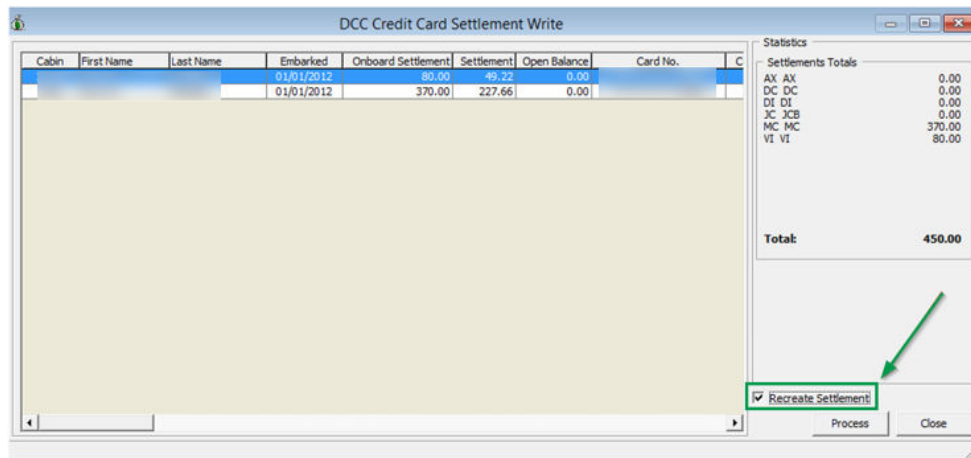 DCC Credit Card Settlement Write
Cabin First Name Last Name Embarked Onboard Settlement Settlement Open Balance Card No. C
01/01/2012 80.00 49.22 0.00
01/01/2012 370.00 227.66 0.00
Statistics
Settlements Totals
AX AX 0.00
DC DC 0.00
DI DI 0.00
JC JCB 0.00
MC MC 370.00
VI VI 80.00
Total: 450.00
Recreate Settlement
Process Close